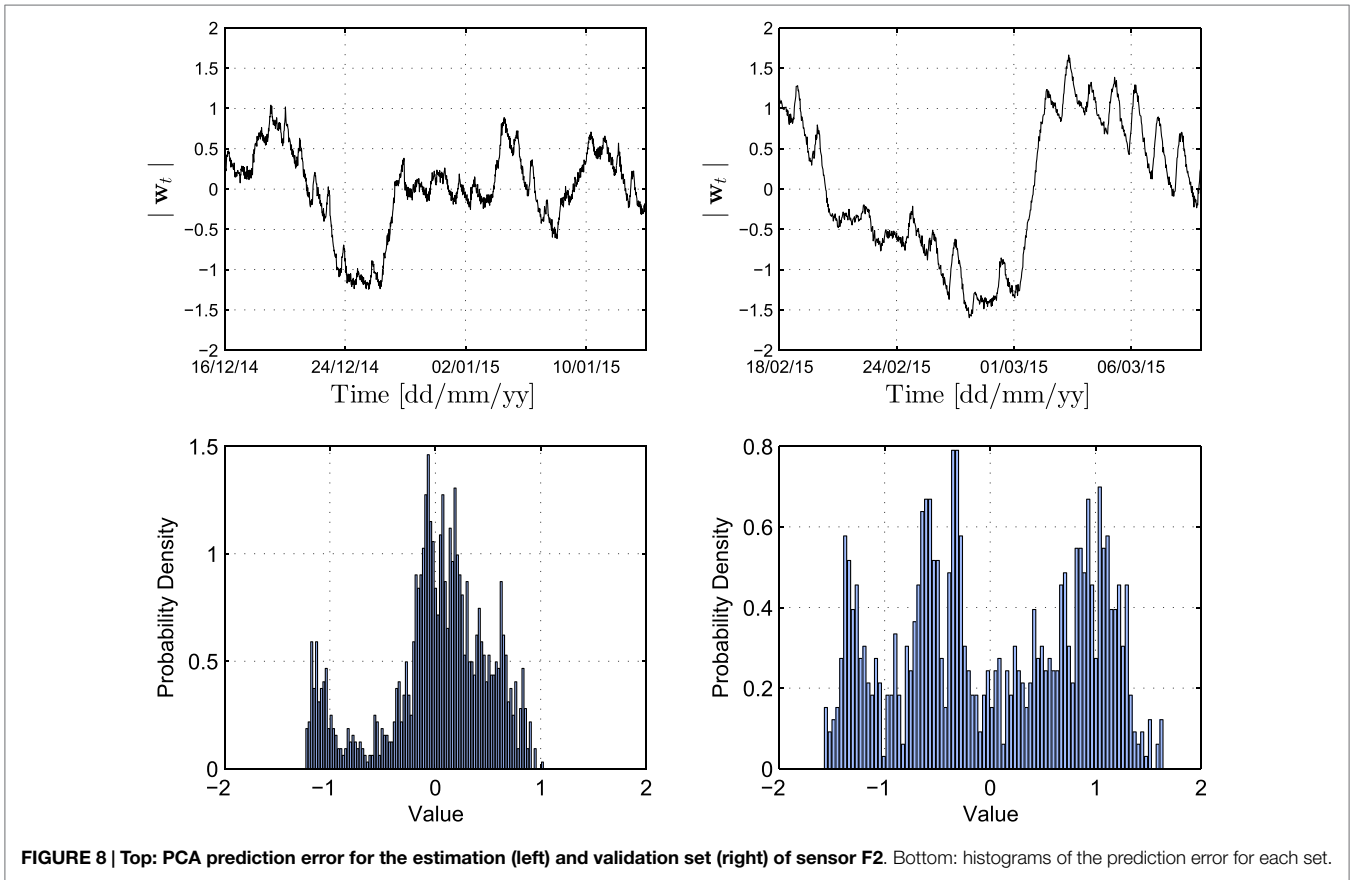 2
1.5
1
0.5
0
−0.5
−1
−1.5
−2
| w_t |
16/12/14 24/12/14 02/01/15 10/01/15
Time [dd/mm/yy]
2
1.5
1
0.5
0
−0.5
−1
−1.5
−2
| w_t |
18/02/15 24/02/15 01/03/15 06/03/15
Time [dd/mm/yy]
1.5
1
0.5
0
Probability Density
−2 −1 0 1 2
Value
0.8
0.6
0.4
0.2
0
Probability Density
−2 −1 0 1 2
Value
FIGURE 8 | Top: PCA prediction error for the estimation (left) and validation set (right) of sensor F2. Bottom: histograms of the prediction error for each set.